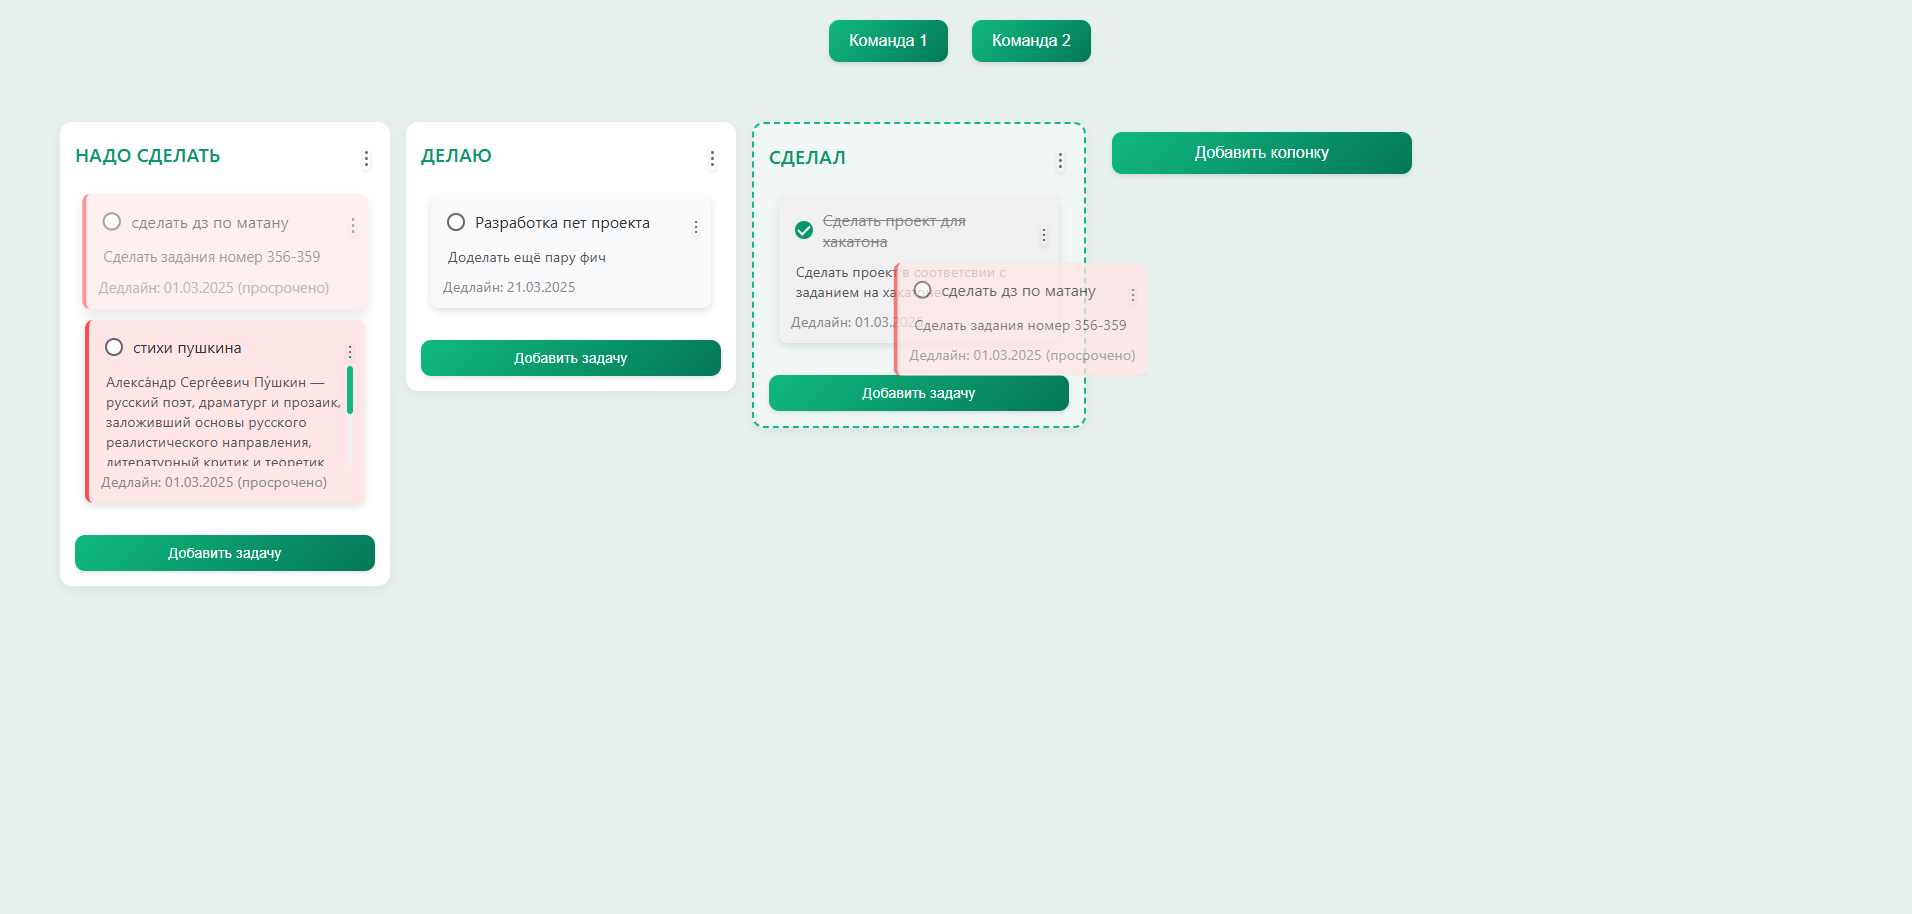 Команда 1
Команда 2
НАДО СДЕЛАТЬ
сделать дз по матану
Сделать задания номер 356-359
Дедлайн: 01.03.2025 (просрочено)
стихи пушкина
Алекса́ндр Серге́евич Пу́шкин —
русский поэт, драматург и прозаик,
заложивший основы русского
реалистического направления,
литературный критик и теоретик
Дедлайн: 01.03.2025 (просрочено)
Добавить задачу
ДЕЛАЮ
Разработка пет проекта
Доделать ещё пару фич
Дедлайн: 21.03.2025
Добавить задачу
СДЕЛАЛ
Сделать проект для
хакатона
Сделать проект в соответсвии с
заданием на хакатоне
Дедлайн: 01.03.2025
сделать дз по матану
Сделать задания номер 356-359
Дедлайн: 01.03.2025 (просрочено)
Добавить задачу
Добавить колонку